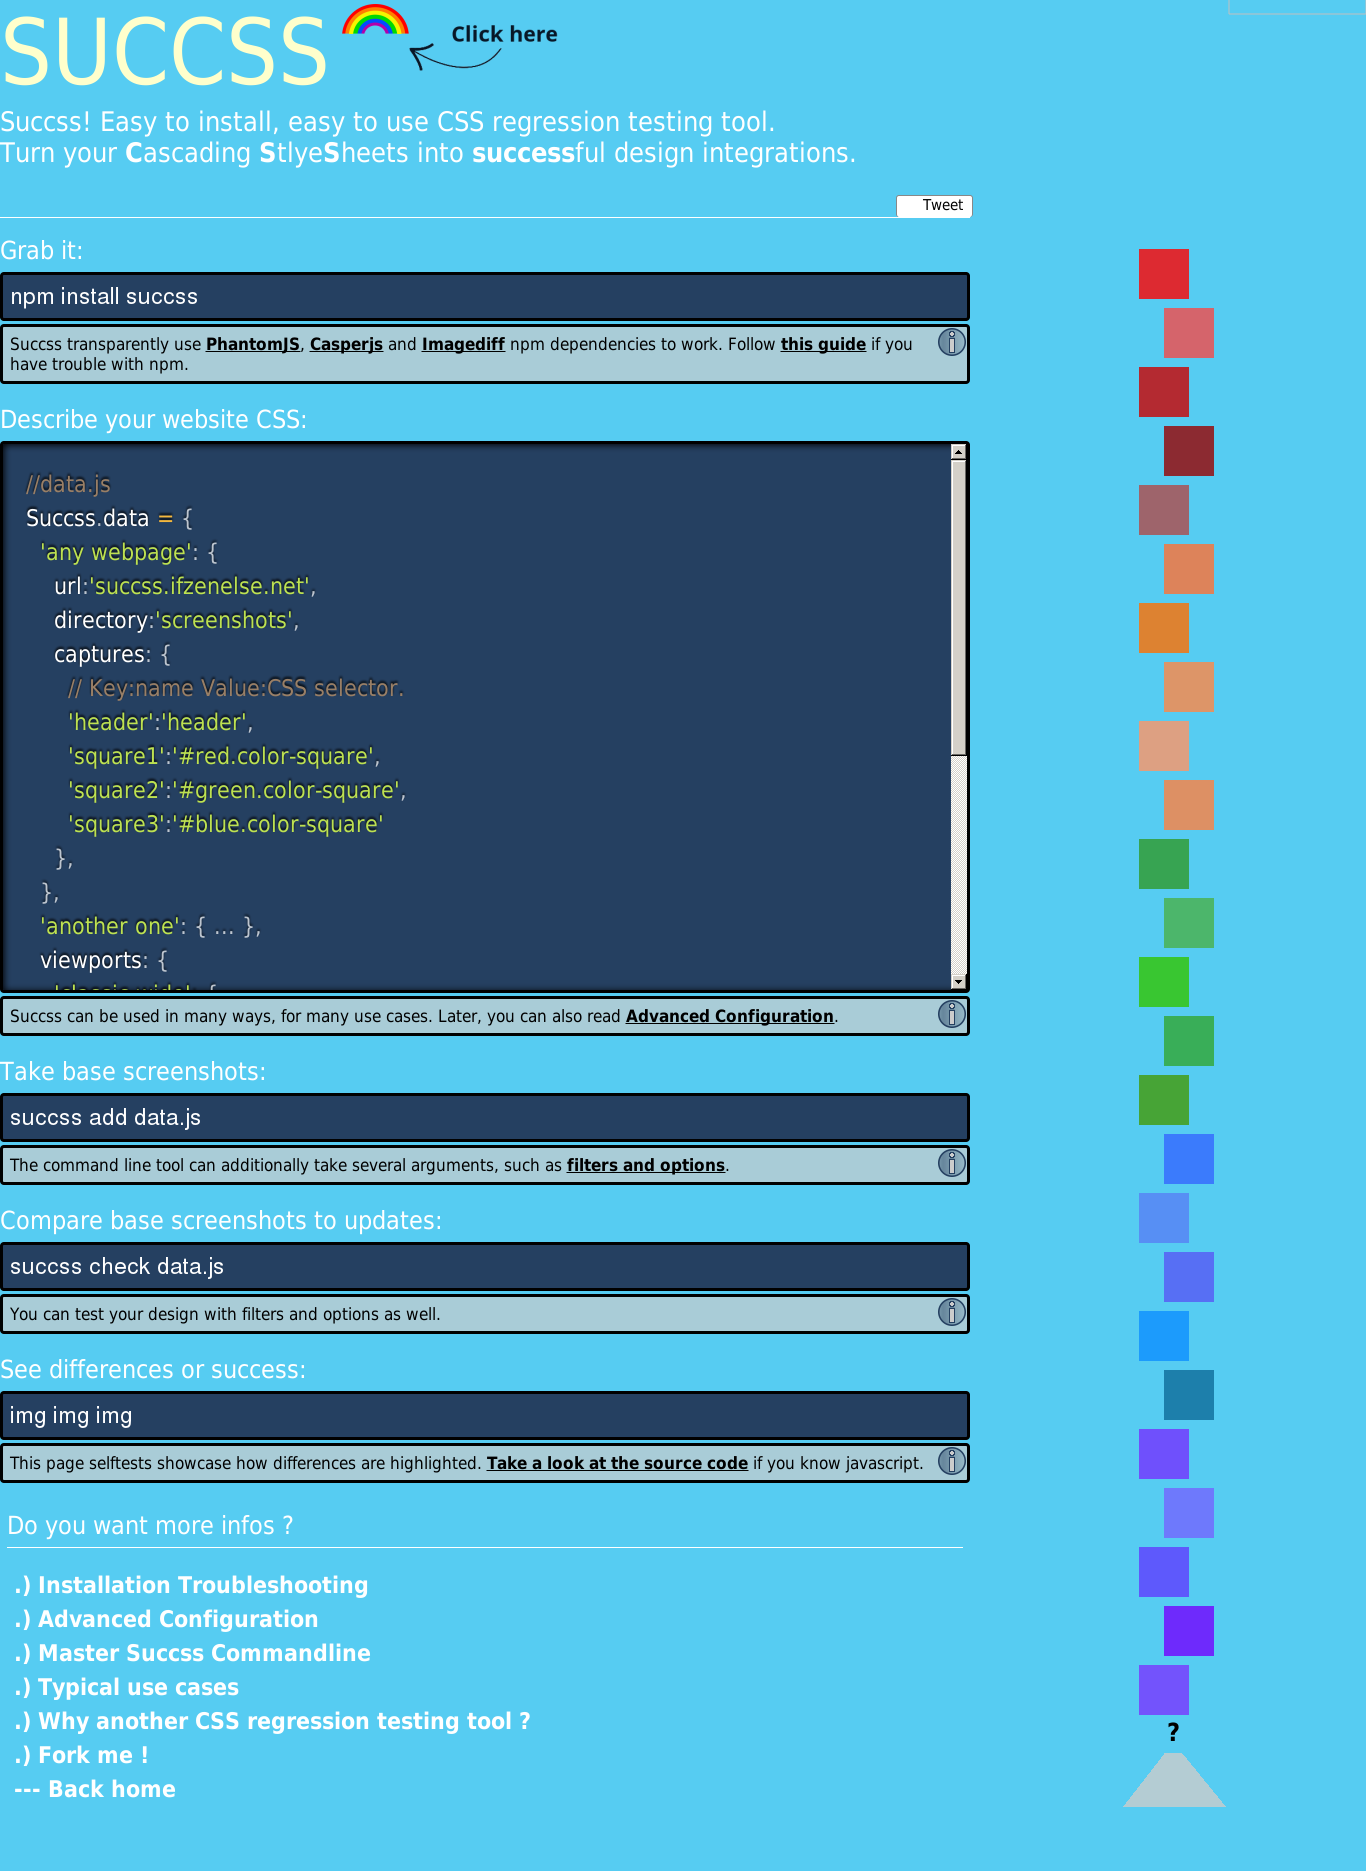 SUCCSS
Click here
Succss! Easy to install, easy to use CSS regression testing tool.
Turn your Cascading StlyeSheets into successful design integrations.
Tweet
Grab it:
npm install succss
Succss transparently use PhantomJS, Casperjs and Imagediff npm dependencies to work. Follow this guide if you
have trouble with npm.
Describe your website CSS:
//data.js
Succss.data = {
'any webpage': {
url:'succss.ifzenelse.net',
directory:'screenshots',
captures: {
// Key:name Value:CSS selector.
'header':'header',
'square1':'#red.color-square',
'square2':'#green.color-square',
'square3':'#blue.color-square'
},
},
'another one': { ... },
viewports: {
Succss can be used in many ways, for many use cases. Later, you can also read Advanced Configuration.
Take base screenshots:
succss add data.js
The command line tool can additionally take several arguments, such as filters and options.
Compare base screenshots to updates:
succss check data.js
You can test your design with filters and options as well.
See differences or success:
img img img
This page selftests showcase how differences are highlighted. Take a look at the source code if you know javascript.
Do you want more infos ?
.) Installation Troubleshooting
.) Advanced Configuration
.) Master Succss Commandline
.) Typical use cases
.) Why another CSS regression testing tool ?
.) Fork me !
--- Back home
?